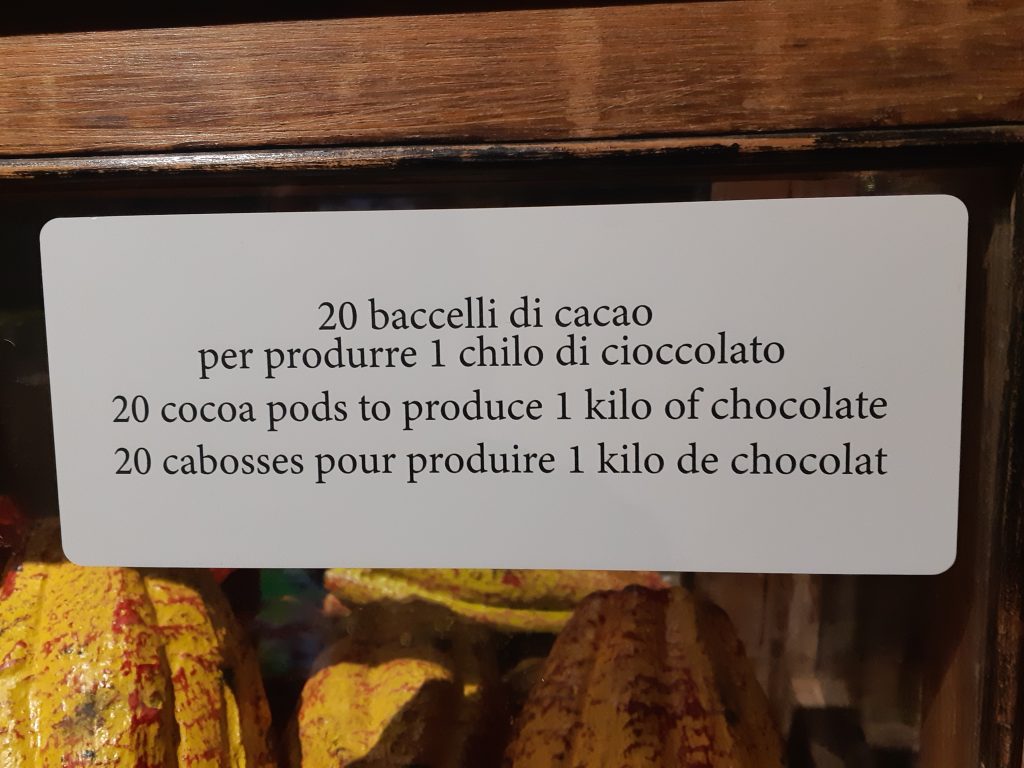 20 baccelli di cacao
per produrre 1 chilo di cioccolato
20 cocoa pods to produce 1 kilo of chocolate
20 cabosses pour produire 1 kilo de chocolat